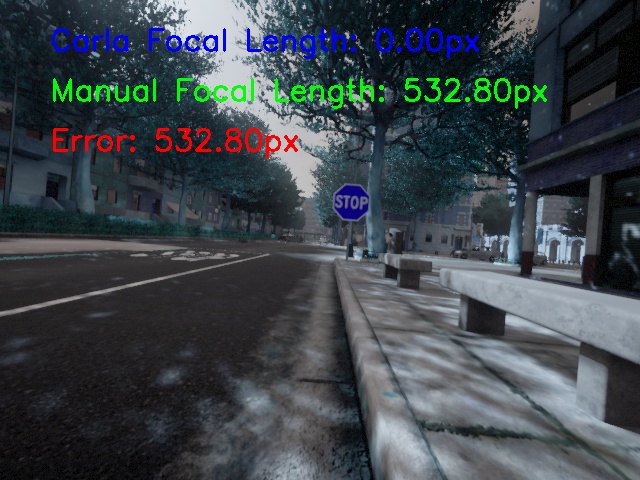 Carla Focal Length: 0.00px
Manual Focal Length: 532.80px
Error: 532.80px
STOP